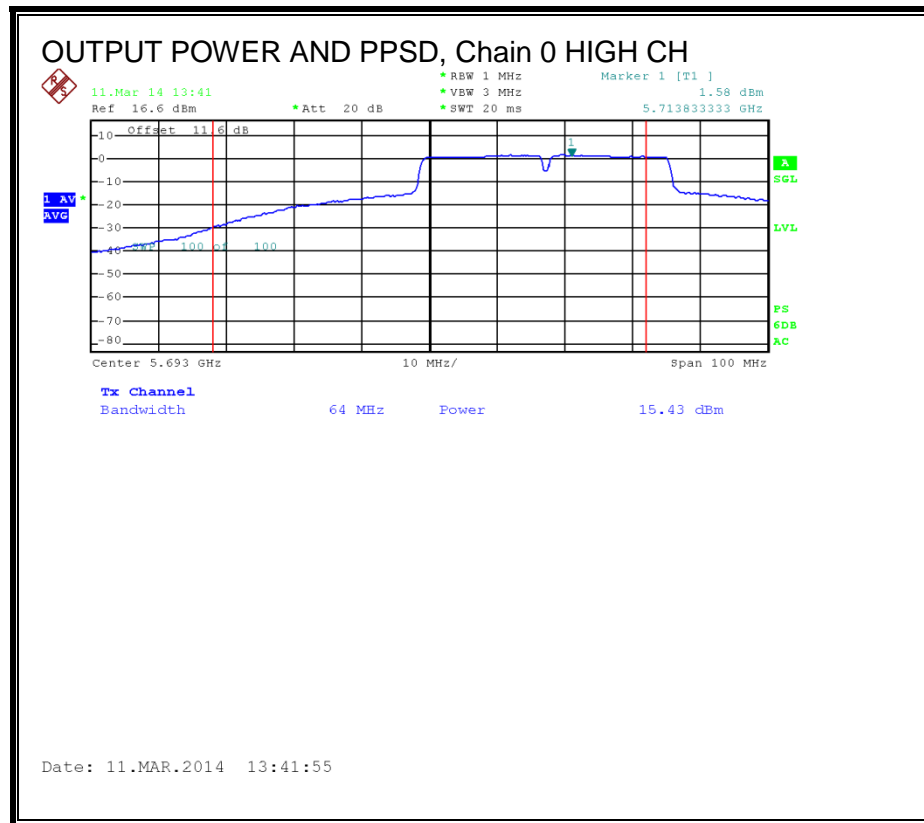 OUTPUT POWER AND PPSD, Chain 0 HIGH CH
R S
* RBW 1 MHz Marker 1 [T1 ]
11.Mar 14 13:41 * VBW 3 MHz 1.58 dBm
Ref 16.6 dBm * Att 20 dB * SWT 20 ms 5.713833333 GHz
Offset 11.6 dB
10
0
1
A
-10
SGL
1 AV *
-20
AVG
-30
LVL
-40
SWP 100 of 100
-50
-60
PS
-70
6DB
-80
AC
Center 5.693 GHz 10 MHz/ Span 100 MHz
Tx Channel
Bandwidth 64 MHz Power 15.43 dBm
Date: 11.MAR.2014 13:41:55